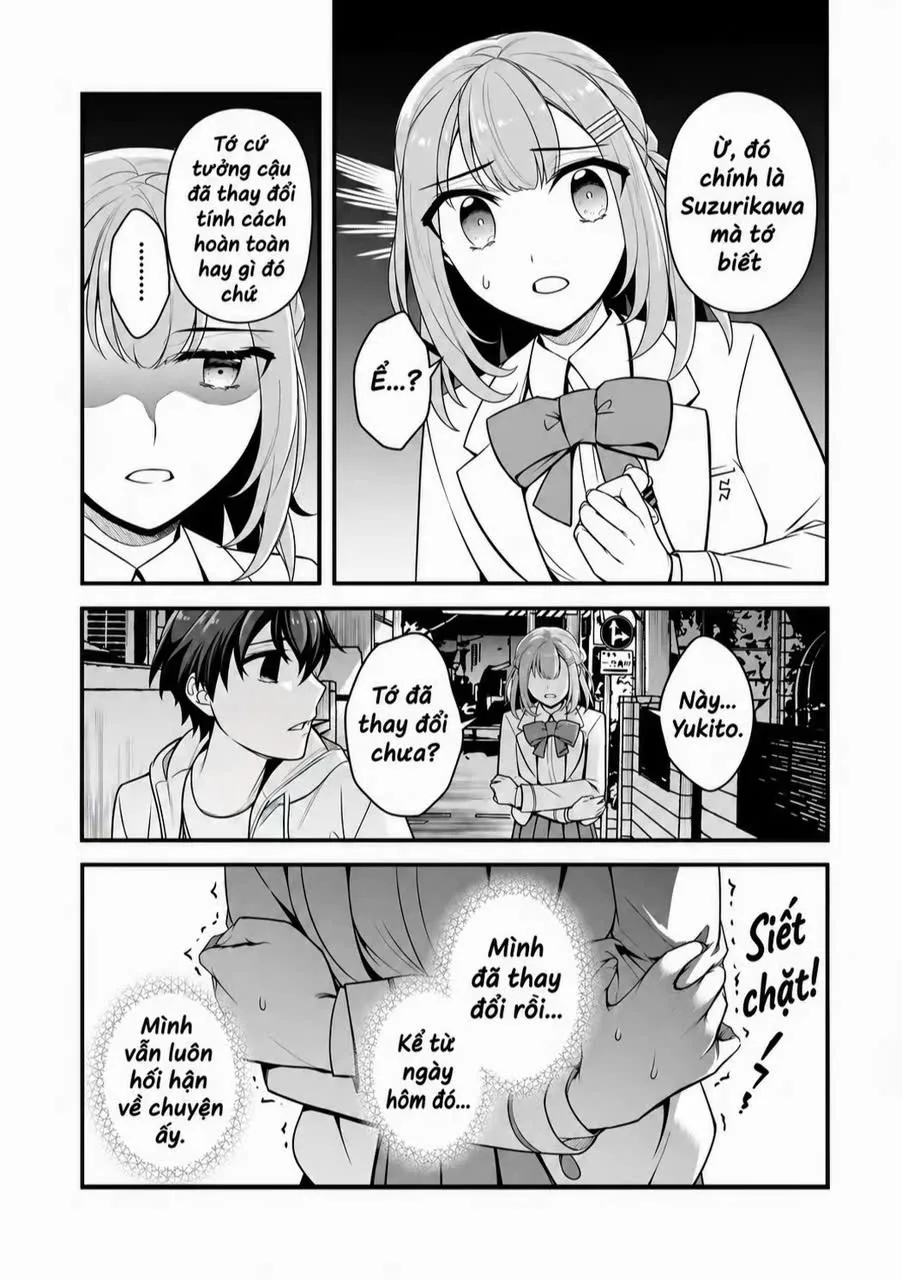 Ừ, đó
chính là
Suzurikawa
mà tớ
biết
Ể...?
Tớ cứ
tưởng cậu
đã thay đổi
tính cách
hoàn toàn
hay gì đó
chứ
........
Này...
Yukito.
Tớ đã
thay đổi
chưa?
Siết
chặt!
Mình
đã thay
đổi rồi...
Kể từ
ngày
hôm đó...
Mình
vẫn luôn
hối hận
về chuyện
ấy.